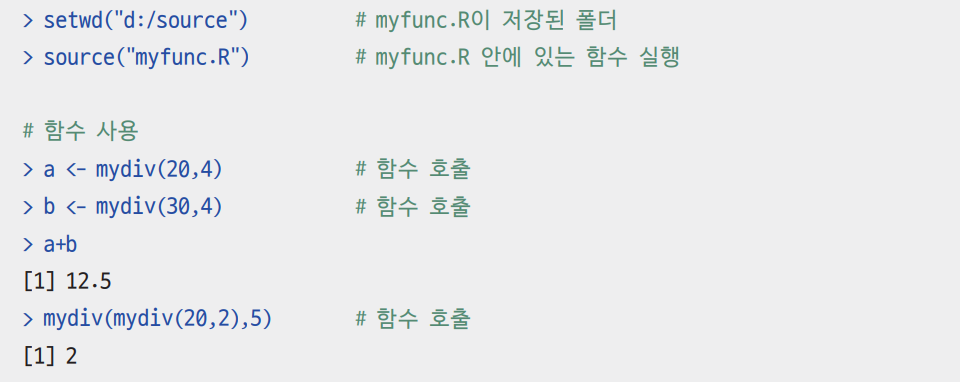 > setwd("d:/source") # myfunc.R이 저장된 폴더
> source("myfunc.R") # myfunc.R 안에 있는 함수 실행
# 함수 사용
> a <- mydiv(20,4) # 함수 호출
> b <- mydiv(30,4) # 함수 호출
> a+b
[1] 12.5
> mydiv(mydiv(20,2),5) # 함수 호출
[1] 2